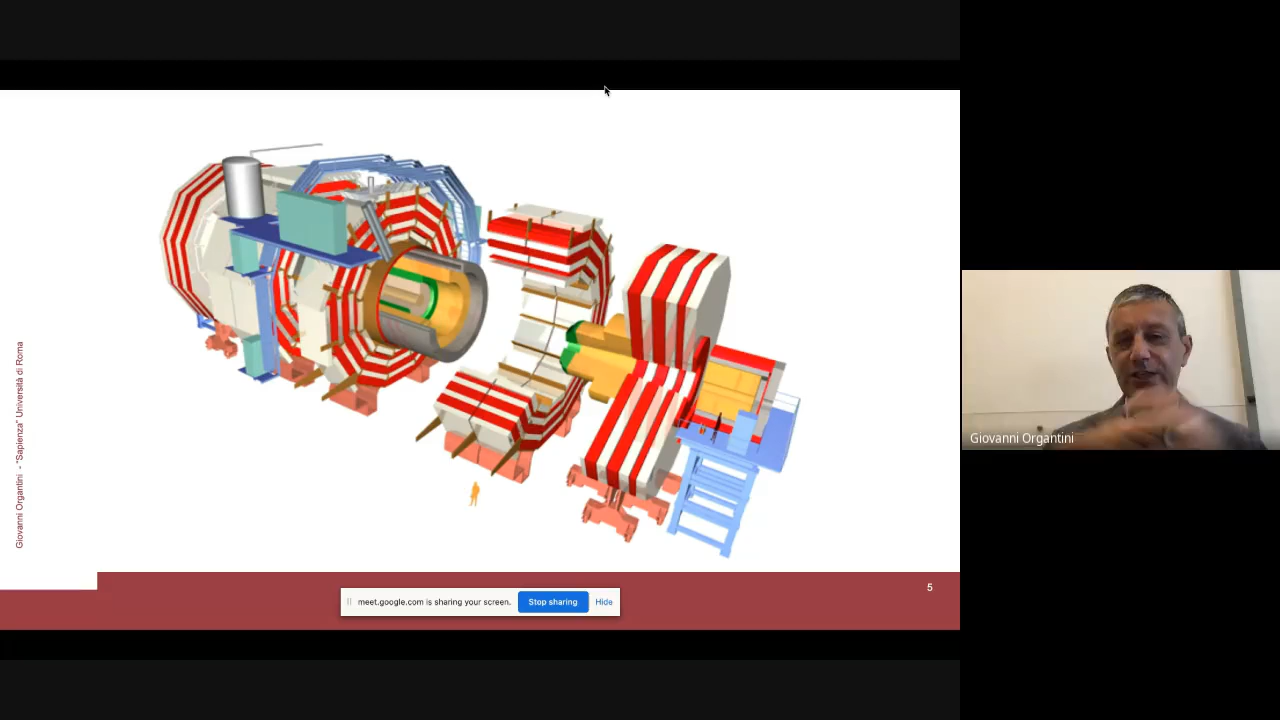 Giovanni Organtini - "Sapienza" Università di Roma
Giovanni Organtini
5
meet.google.com is sharing your screen. Stop sharing Hide